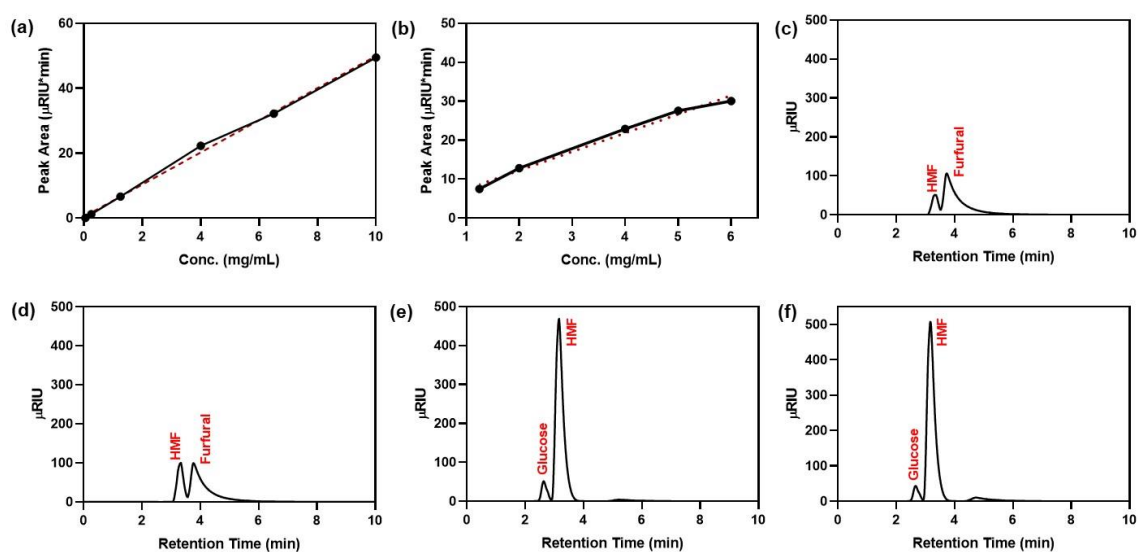 (a)
60
40
20
0
0 2 4 6 8 10
Peak Area (μRIU*min)
Conc. (mg/mL)
(b)
50
40
30
20
10
0
1 2 3 4 5 6
Peak Area (μRIU*min)
Conc. (mg/mL)
(c)
500
400
300
200
100
0
0 2 4 6 8 10
μRIU
HMF
Furfural
Retention Time (min)
(d)
500
400
300
200
100
0
0 2 4 6 8 10
μRIU
HMF
Furfural
Retention Time (min)
(e)
500
400
300
200
100
0
0 2 4 6 8 10
μRIU
Glucose
HMF
Retention Time (min)
(f)
500
400
300
200
100
0
0 2 4 6 8 10
μRIU
Glucose
HMF
Retention Time (min)